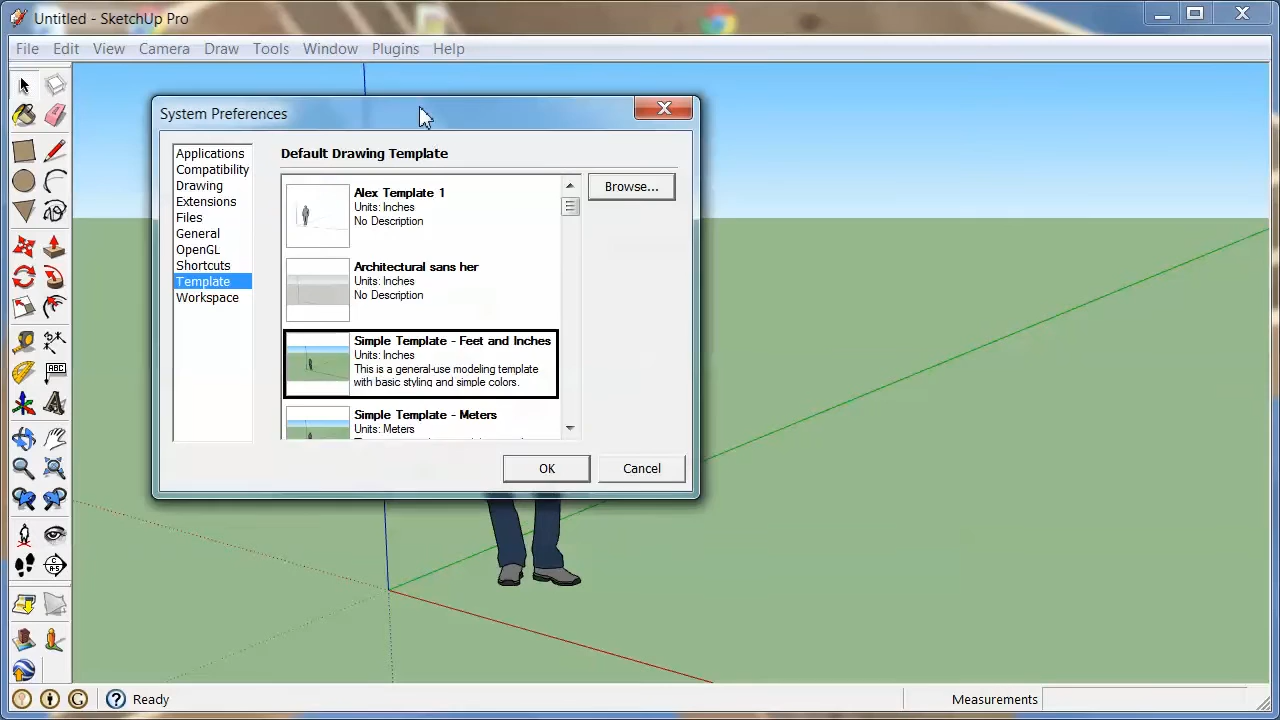 Untitled - SketchUp Pro
File Edit View Camera Draw Tools Window Plugins Help
System Preferences
Applications
Compatibility
Drawing
Extensions
Files
General
OpenGL
Shortcuts
Template
Workspace
Default Drawing Template
Browse...
Alex Template 1
Units: Inches
No Description
Architectural sans her
Units: Inches
No Description
Simple Template - Feet and Inches
Units: Inches
This is a general-use modeling template
with basic styling and simple colors.
Simple Template - Meters
Units: Meters
OK Cancel
ABC
Ready
Measurements